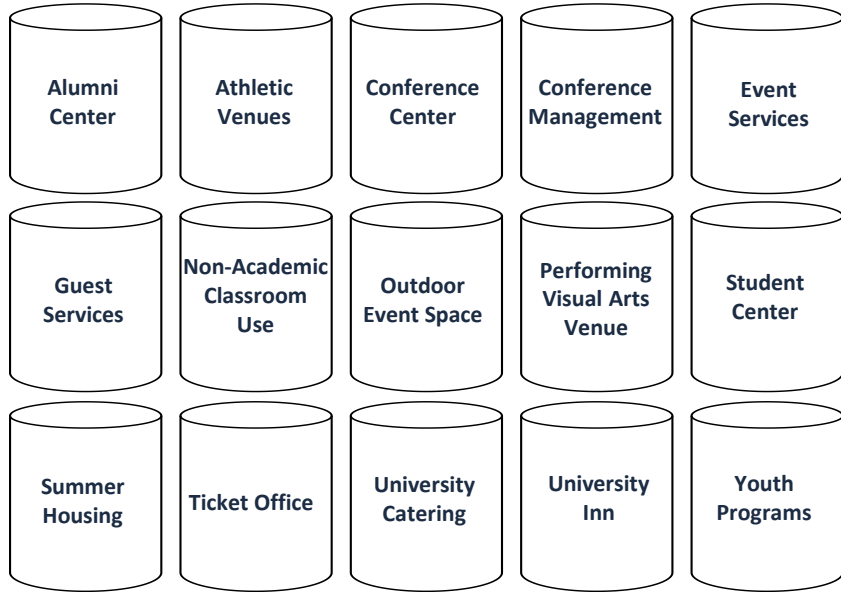 Alumni
Center
Athletic
Venues
Conference
Center
Conference
Management
Event
Services
Guest
Services
Non-Academic
Classroom
Use
Outdoor
Event Space
Performing
Visual Arts
Venue
Student
Center
Summer
Housing
Ticket Office
University
Catering
University
Inn
Youth
Programs